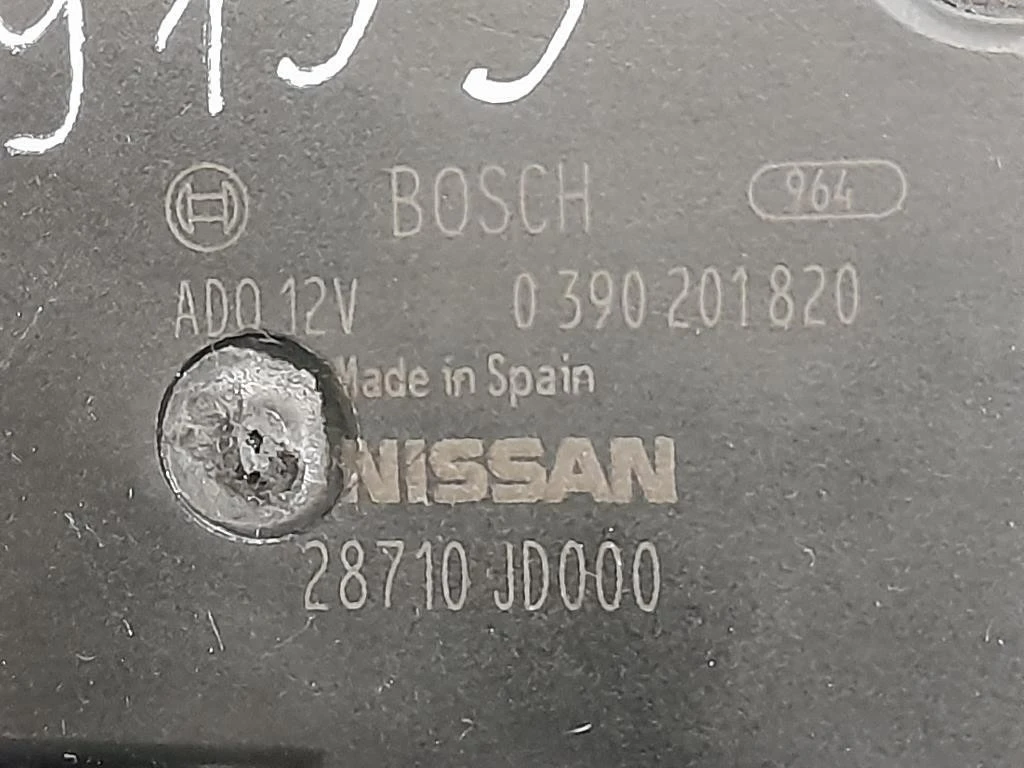 BOSCH 964
ADO 12V 0 390 201 820
Made in Spain
NISSAN
28710 JD000